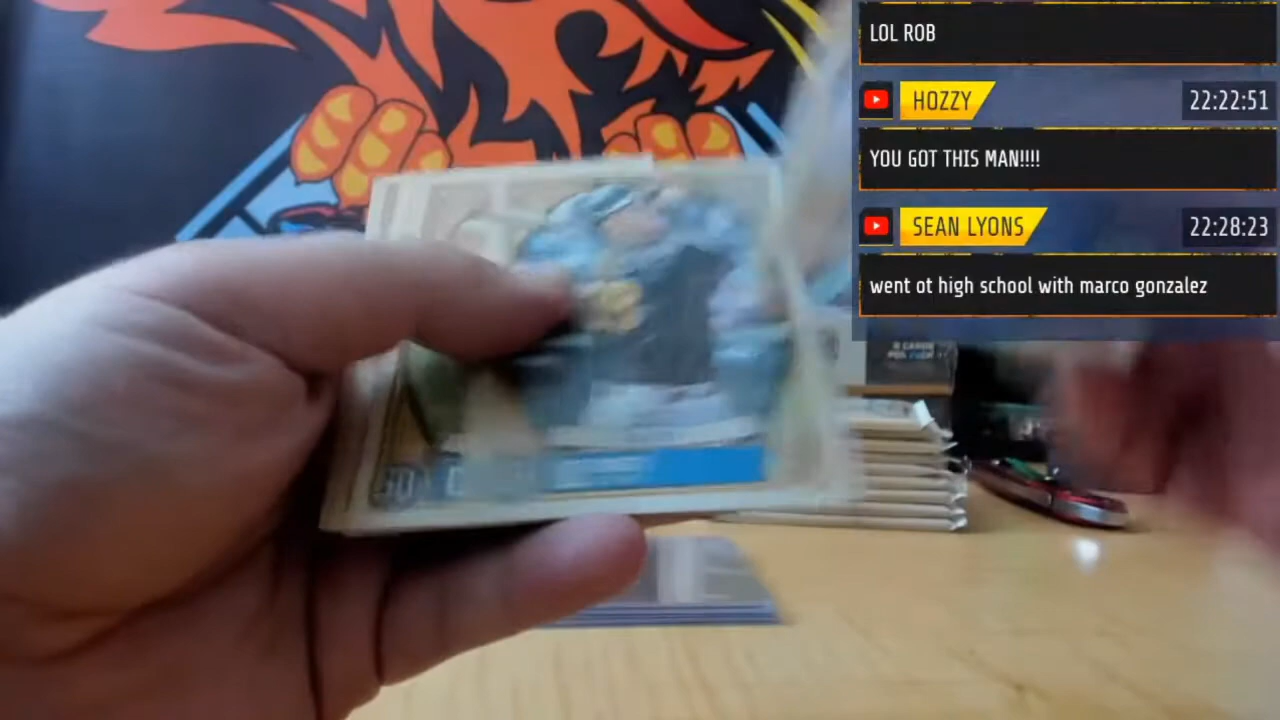 LOL ROB
HOZZY
22:22:51
YOU GOT THIS MAN!!!!
SEAN LYONS
22:28:23
went ot high school with marco gonzalez